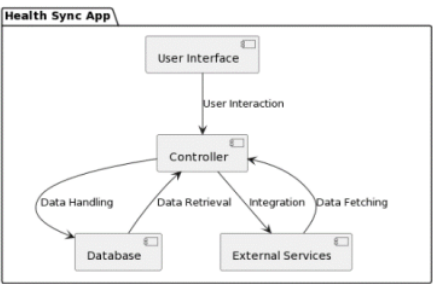 Health Sync App
User Interface
User Interaction
Controller
Data Handling
Data Retrieval
Integration
Data Fetching
Database
External Services